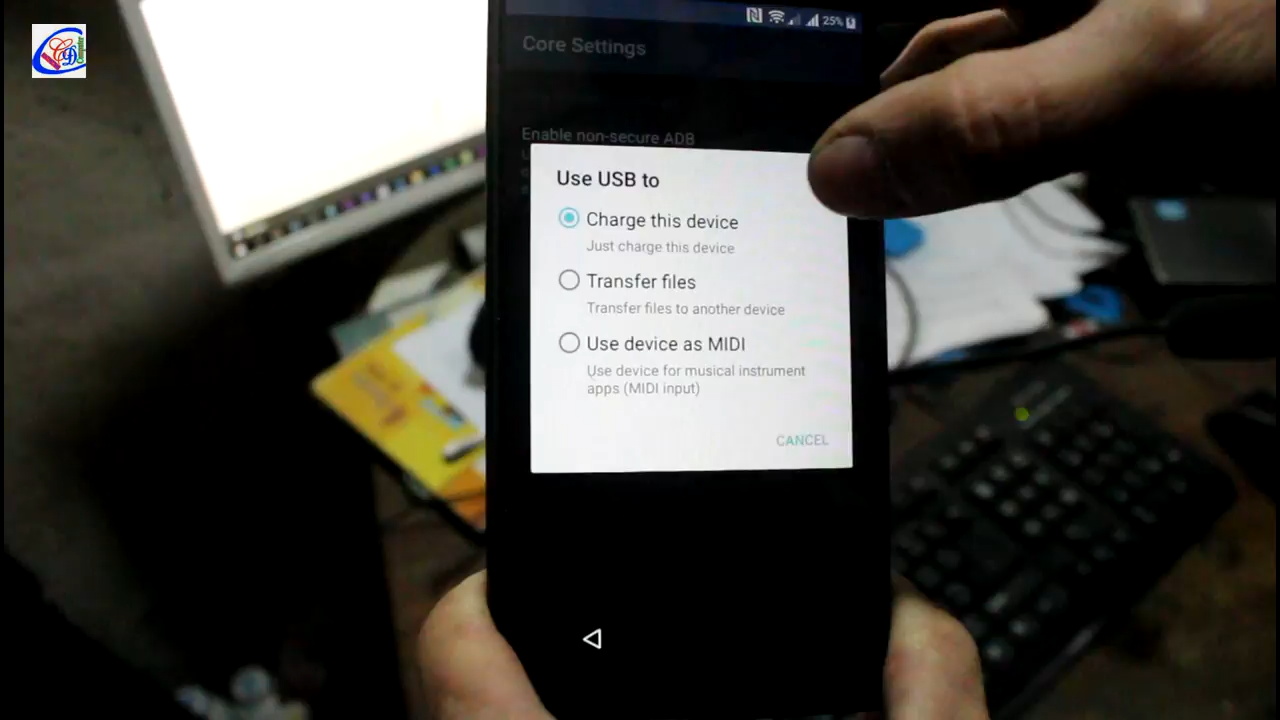 25%
Core Settings
Enable non-secure ADB
Use USB to
Charge this device
Just charge this device
Transfer files
Transfer files to another device
Use device as MIDI
Use device for musical instrument
apps (MIDI input)
CANCEL